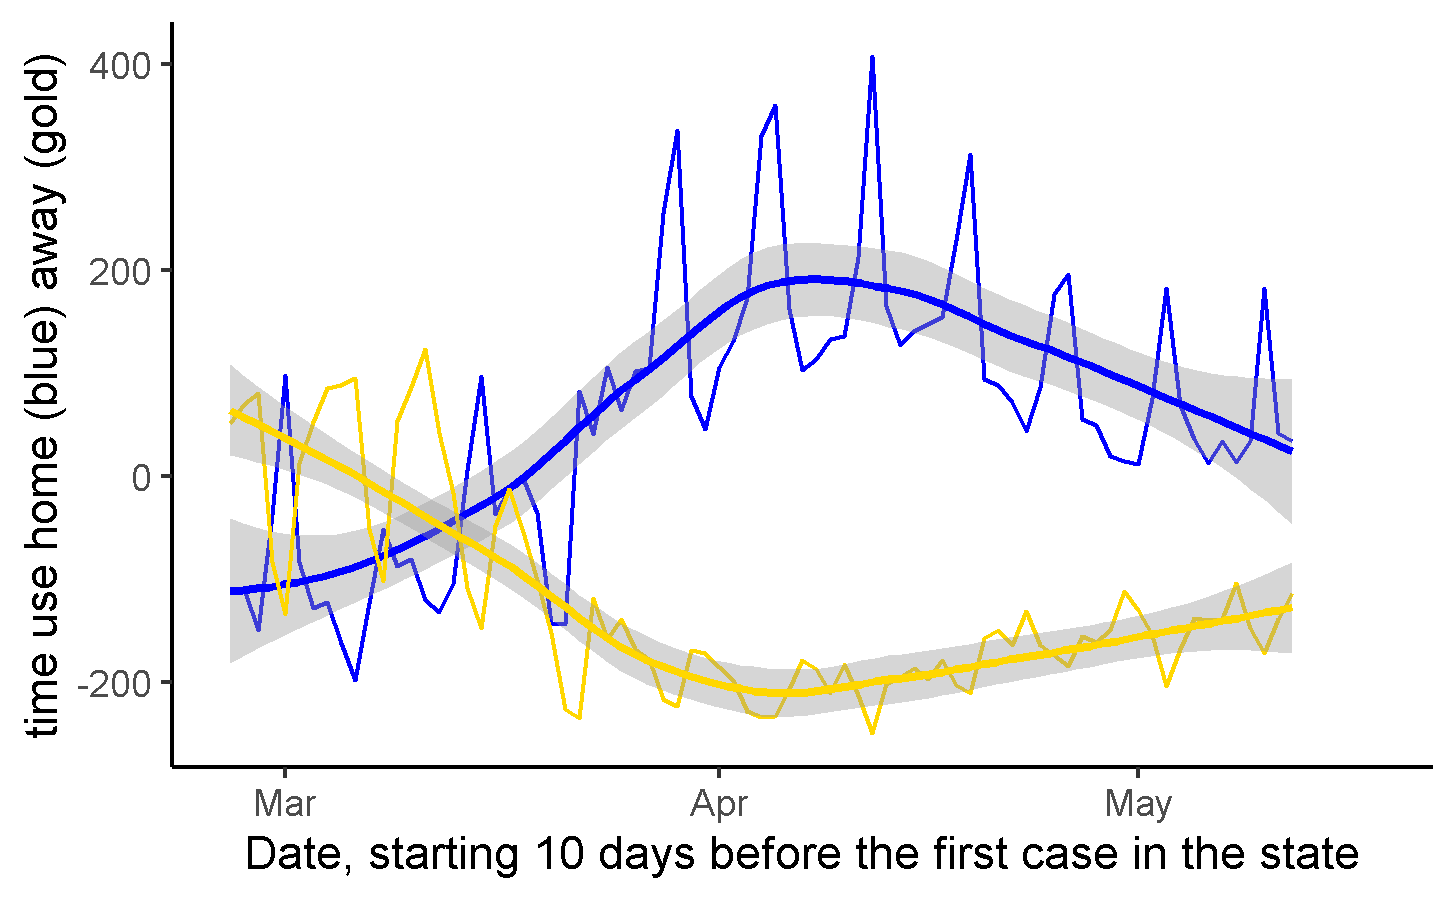 time use home (blue) away (gold)
400
200
0
-200
Mar Apr May
Date, starting 10 days before the first case in the state